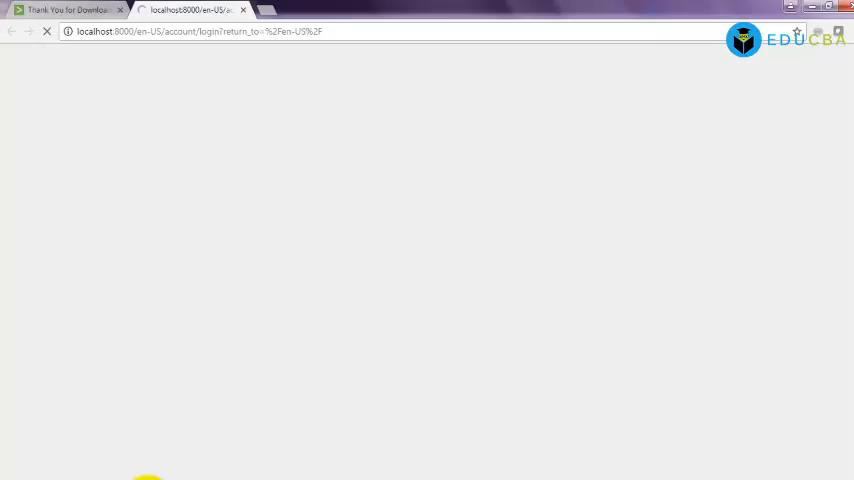 Thank You for Downloa
localhost:8000/en-US/ac
localhost:8000/en-US/account/login?return_to=%2Fen-US%2F
EDUCBA